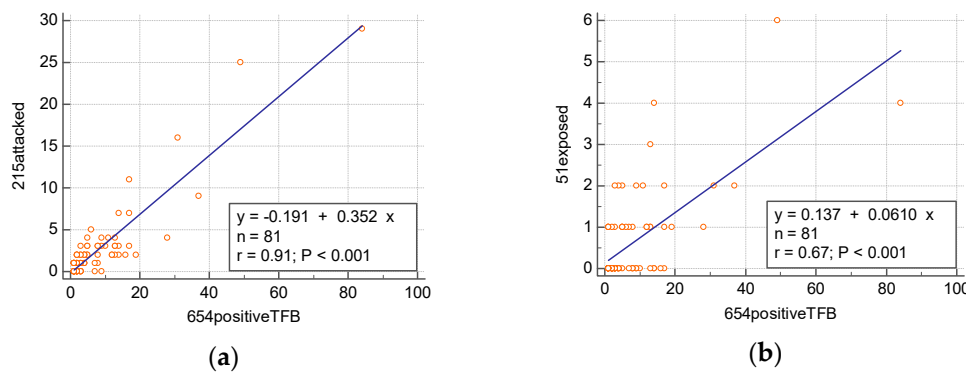 30
25
20
15
10
5
0
215attacked
0
20
40
60
80
100
654positiveTFB
y = -0.191 + 0.352 x
n = 81
r = 0.91; P < 0.001
(a)
6
5
4
3
2
1
0
51exposed
0
20
40
60
80
100
654positiveTFB
y = 0.137 + 0.0610 x
n = 81
r = 0.67; P < 0.001
(b)